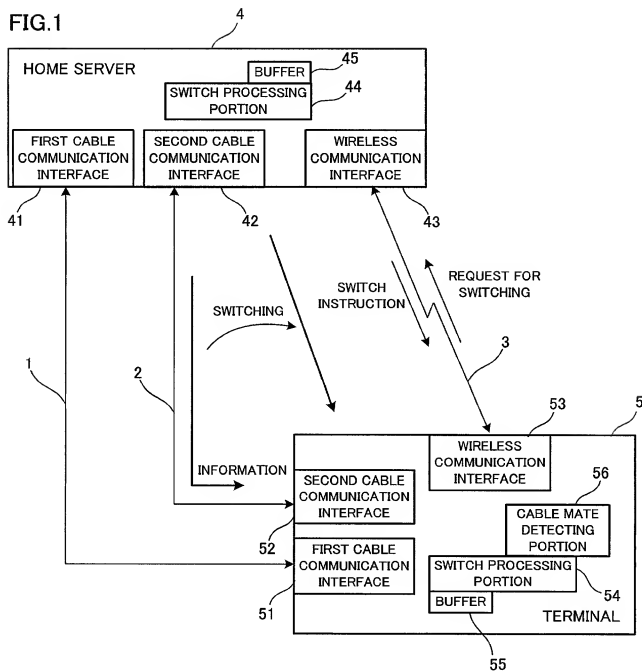 FIG.1
4
HOME SERVER
BUFFER
45
SWITCH PROCESSING
PORTION
44
FIRST CABLE
COMMUNICATION
INTERFACE
SECOND CABLE
COMMUNICATION
INTERFACE
WIRELESS
COMMUNICATION
INTERFACE
41
42
43
SWITCH
INSTRUCTION
REQUEST FOR
SWITCHING
SWITCHING
1
2
3
INFORMATION
5
53
WIRELESS
COMMUNICATION
INTERFACE
SECOND CABLE
COMMUNICATION
INTERFACE
52
56
CABLE MATE
DETECTING
PORTION
FIRST CABLE
COMMUNICATION
INTERFACE
51
SWITCH PROCESSING
PORTION
54
BUFFER
55
TERMINAL